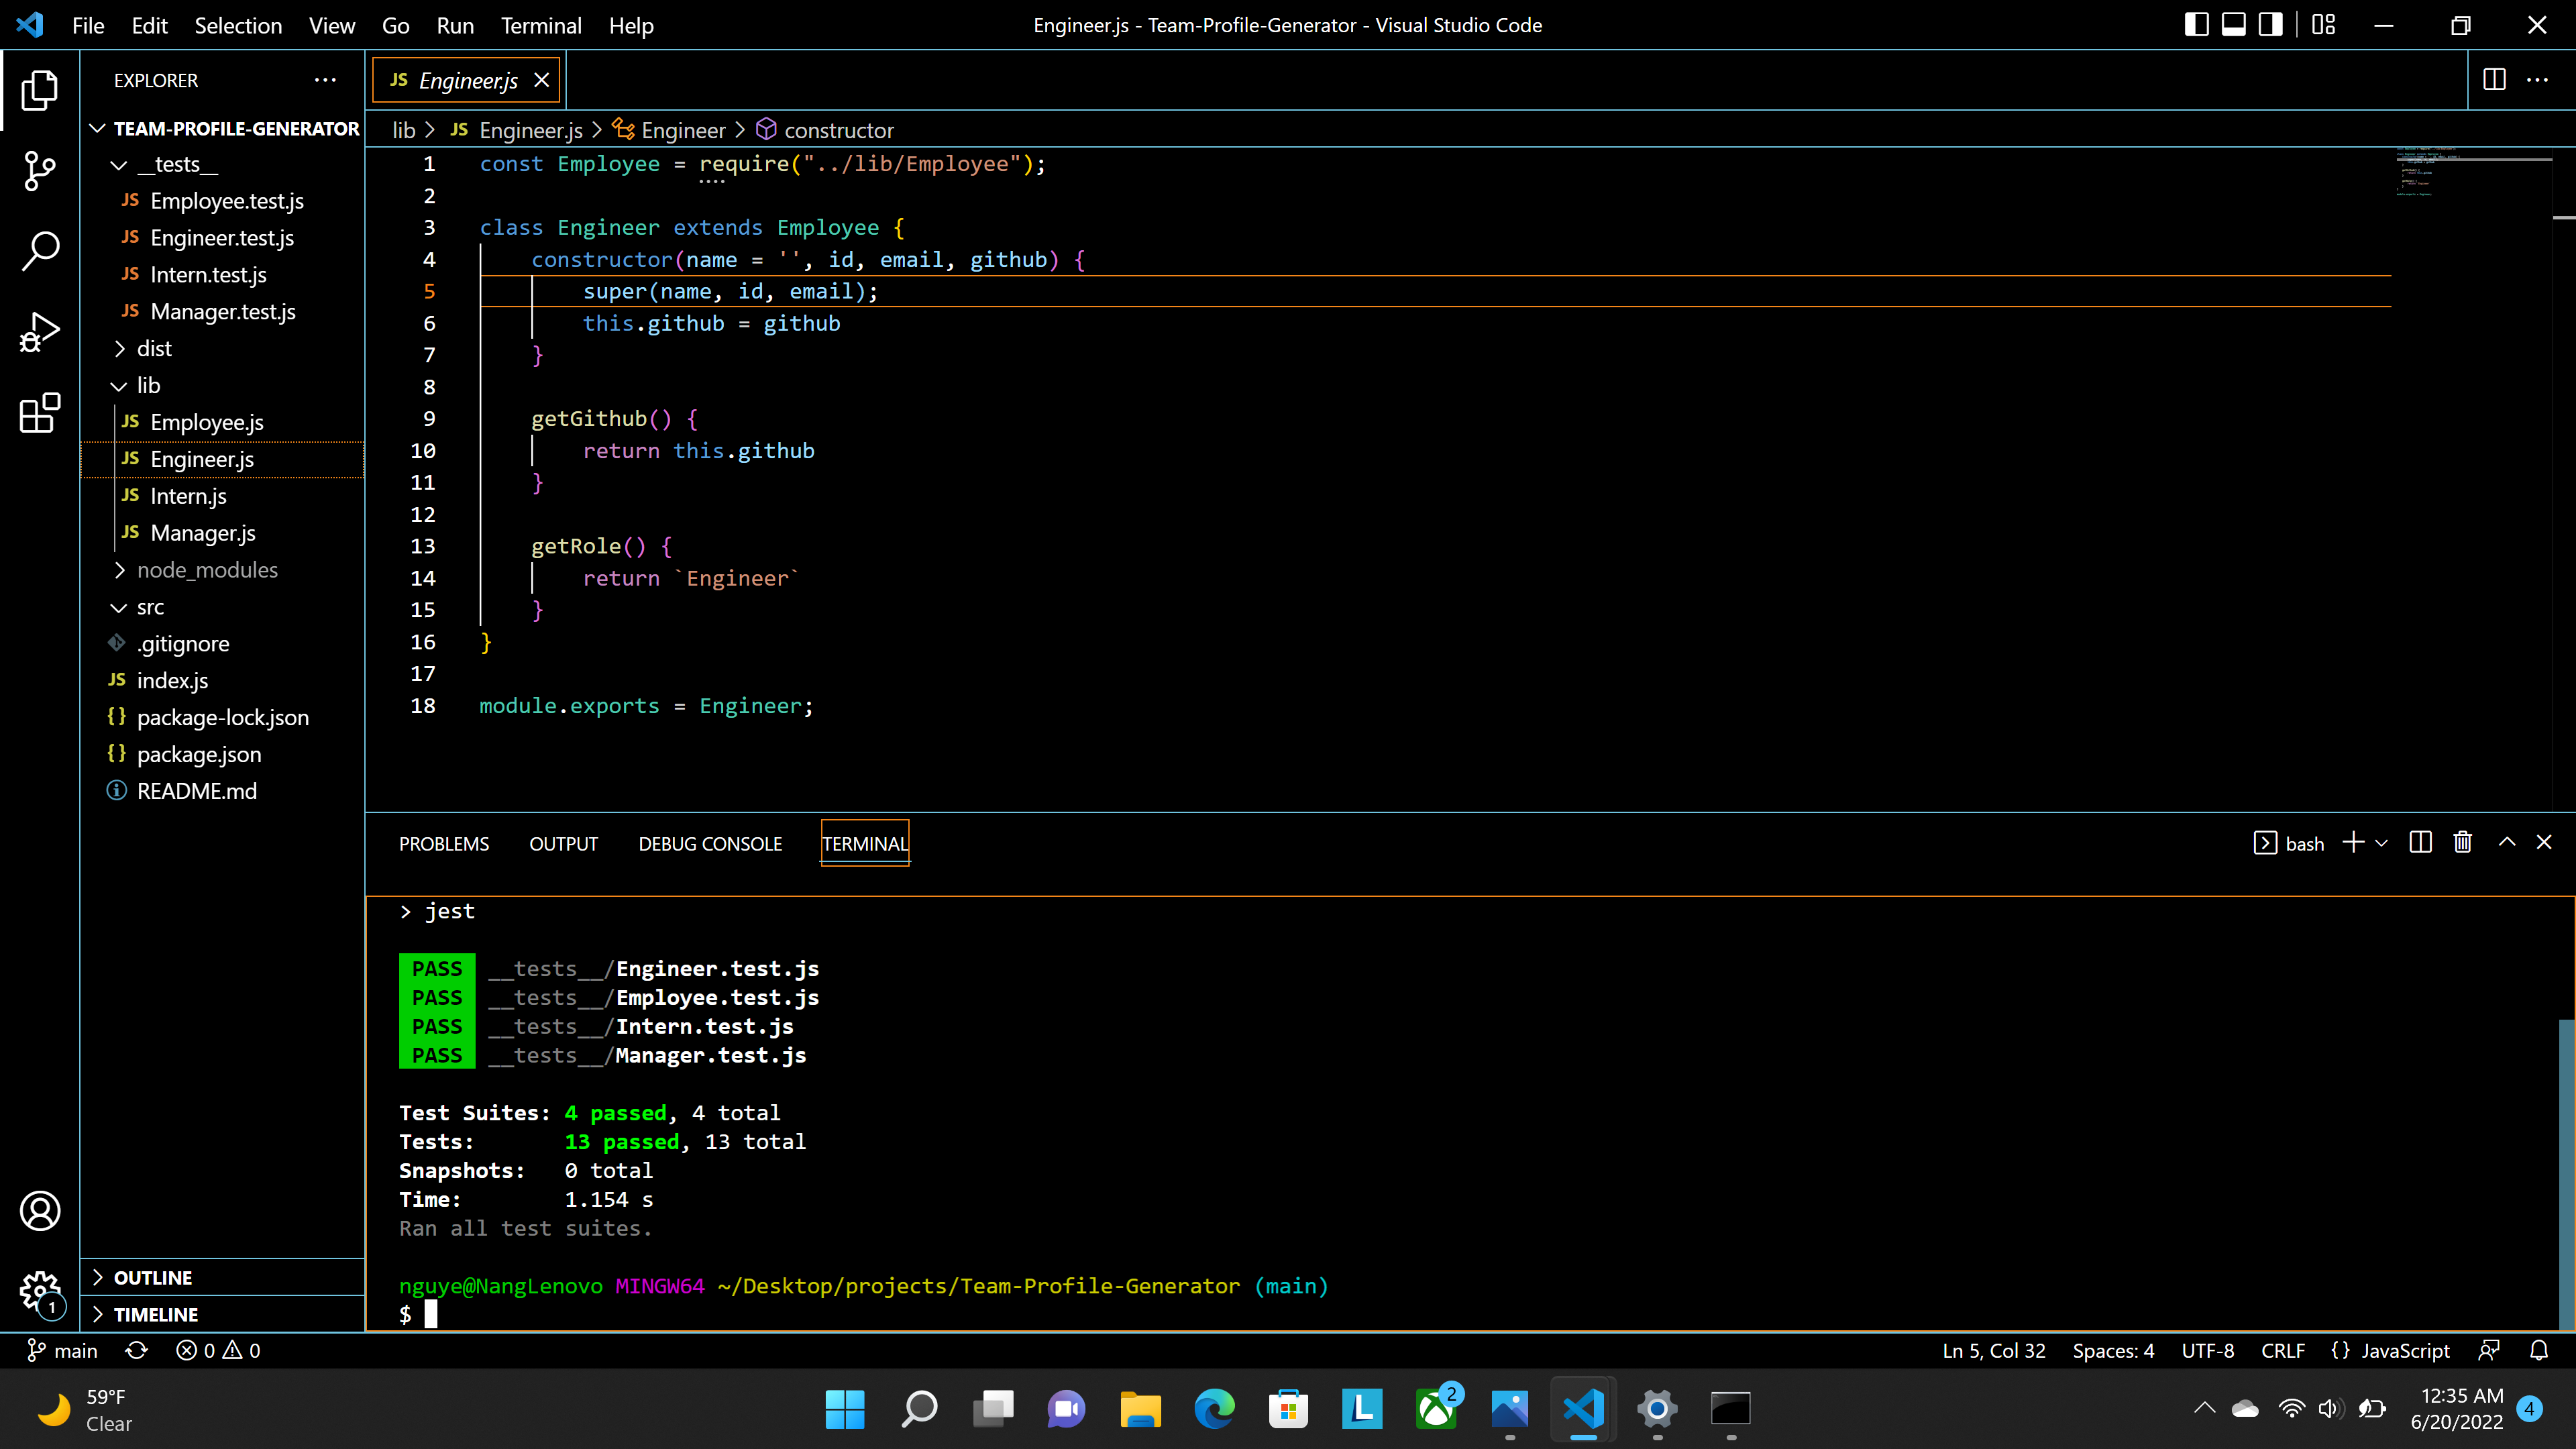 File Edit Selection View Go Run Terminal Help
Engineer.js - Team-Profile-Generator - Visual Studio Code
EXPLORER
TEAM-PROFILE-GENERATOR
__tests__
JS Employee.test.js
JS Engineer.test.js
JS Intern.test.js
JS Manager.test.js
dist
lib
JS Employee.js
JS Engineer.js
JS Intern.js
JS Manager.js
node_modules
src
.gitignore
JS index.js
{} package-lock.json
{} package.json
README.md
OUTLINE
TIMELINE
1
JS Engineer.js
lib > JS Engineer.js > Engineer > constructor
1 const Employee = require("../lib/Employee");
2
3 class Engineer extends Employee {
4 constructor(name = '', id, email, github) {
5 super(name, id, email);
6 this.github = github
7 }
8
9 getGithub() {
10 return this.github
11 }
12
13 getRole() {
14 return `Engineer`
15 }
16 }
17
18 module.exports = Engineer;
PROBLEMS OUTPUT DEBUG CONSOLE TERMINAL
bash
> jest
PASS __tests__/Engineer.test.js
PASS __tests__/Employee.test.js
PASS __tests__/Intern.test.js
PASS __tests__/Manager.test.js
Test Suites: 4 passed, 4 total
Tests: 13 passed, 13 total
Snapshots: 0 total
Time: 1.154 s
Ran all test suites.
nguye@NangLenovo MINGW64 ~/Desktop/projects/Team-Profile-Generator (main)
$
main 0 0
Ln 5, Col 32 Spaces: 4 UTF-8 CRLF {} JavaScript
59°F
Clear
L
2
12:35 AM
6/20/2022
4